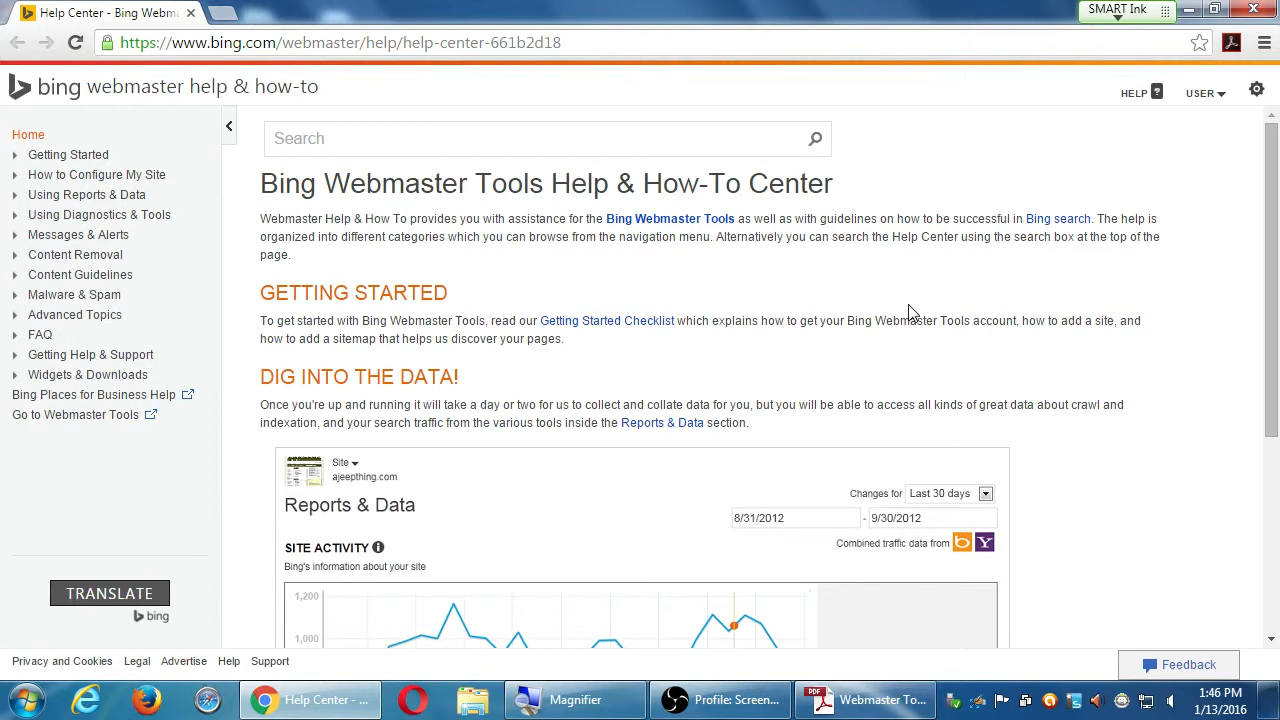 Help Center - Bing Webm
SMART Ink
https://www.bing.com/webmaster/help/help-center-661b2d18
bing webmaster help & how-to
HELP ?
USER
Home
Getting Started
How to Configure My Site
Using Reports & Data
Using Diagnostics & Tools
Messages & Alerts
Content Removal
Content Guidelines
Malware & Spam
Advanced Topics
FAQ
Getting Help & Support
Widgets & Downloads
Bing Places for Business Help
Go to Webmaster Tools
TRANSLATE
bing
Search
Bing Webmaster Tools Help & How-To Center
Webmaster Help & How To provides you with assistance for the Bing Webmaster Tools as well as with guidelines on how to be successful in Bing search. The help is
organized into different categories which you can browse from the navigation menu. Alternatively you can search the Help Center using the search box at the top of the
page.
GETTING STARTED
To get started with Bing Webmaster Tools, read our Getting Started Checklist which explains how to get your Bing Webmaster Tools account, how to add a site, and
how to add a sitemap that helps us discover your pages.
DIG INTO THE DATA!
Once you're up and running it will take a day or two for us to collect and collate data for you, but you will be able to access all kinds of great data about crawl and
indexation, and your search traffic from the various tools inside the Reports & Data section.
Site
ajeepthing.com
Reports & Data
Changes for Last 30 days
8/31/2012 - 9/30/2012
Combined traffic data from b Y
SITE ACTIVITY
Bing's information about your site
1,200
1,000
Privacy and Cookies Legal Advertise Help Support
Feedback
Help Center - ...
Magnifier
Profile: Screen...
PDF
Webmaster To...
1:46 PM
1/13/2016